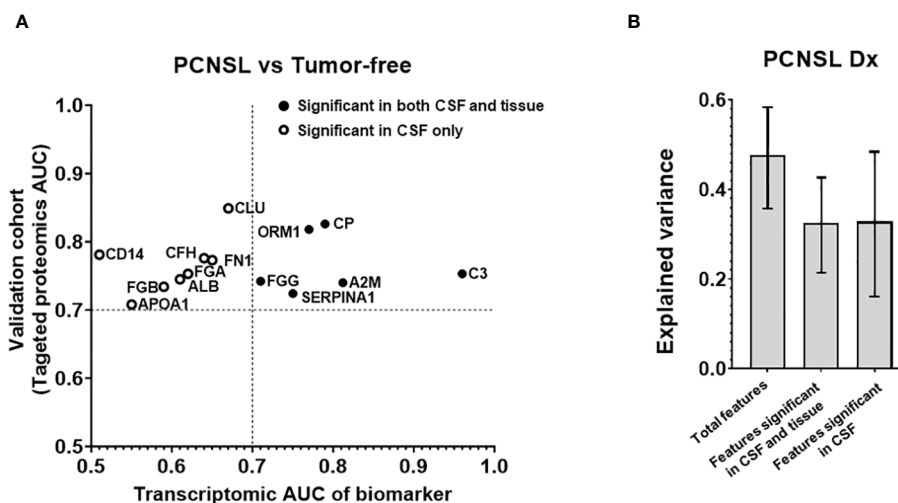 A
PCNSL vs Tumor-free
Significant in both CSF and tissue
Significant in CSF only
Validation cohort
(Tageted proteomics AUC)
1.0
0.9
0.8
0.7
0.6
0.5
CLU
CP
ORM1
CD14
CFH
FN1
FGA
C3
FGB
ALB
FGG
A2M
SERPINA1
APOA1
0.5
0.6
0.7
0.8
0.9
1.0
Transcriptomic AUC of biomarker
B
PCNSL Dx
Explained variance
0.6
0.4
0.2
0.0
Total features
Features significant
in CSF and tissue
Features significant
in CSF